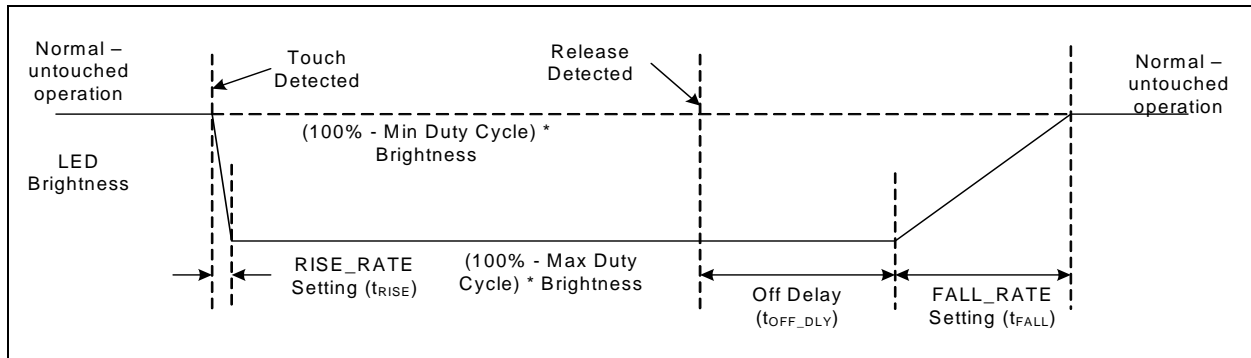 Normal –
untouched
operation
Touch
Detected
Release
Detected
Normal –
untouched
operation
(100% - Min Duty Cycle) *
Brightness
LED
Brightness
RISE_RATE
Setting (tRISE)
(100% - Max Duty
Cycle) * Brightness
Off Delay
(tOFF_DLY)
FALL_RATE
Setting (tFALL)